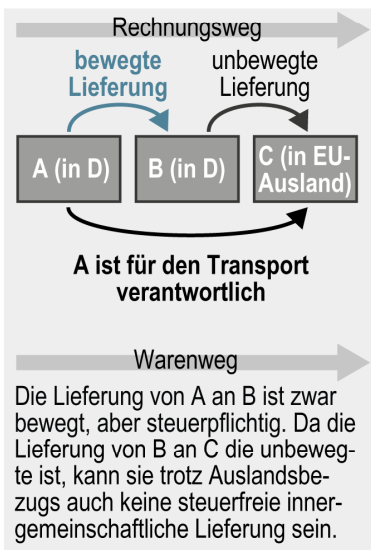 Rechnungsweg
bewegte
Lieferung
unbewegte
Lieferung
A (in D)
B (in D)
C (in EU-
Ausland)
A ist für den Transport
verantwortlich
Warenweg
Die Lieferung von A an B ist zwar
bewegt, aber steuerpflichtig. Da die
Lieferung von B an C die unbeweg-
te ist, kann sie trotz Auslandsbe-
zugs auch keine steuerfreie inner-
gemeinschaftliche Lieferung sein.